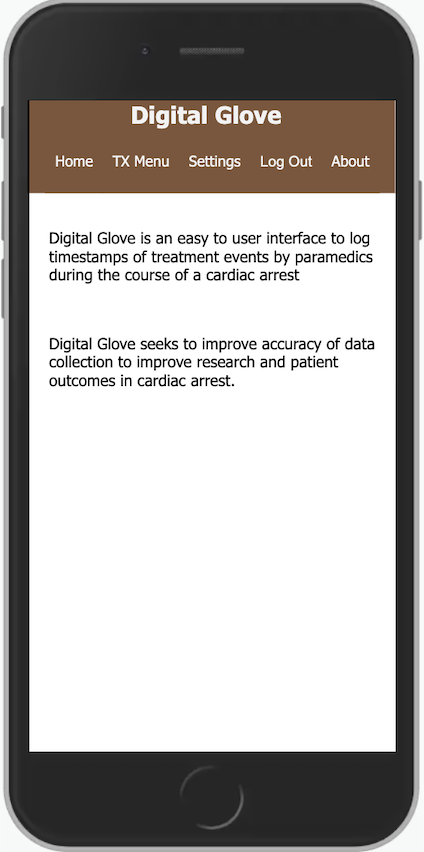 Digital Glove
Home TX Menu Settings Log Out About
Digital Glove is an easy to user interface to log
timestamps of treatment events by paramedics
during the course of a cardiac arrest
Digital Glove seeks to improve accuracy of data
collection to improve research and patient
outcomes in cardiac arrest.